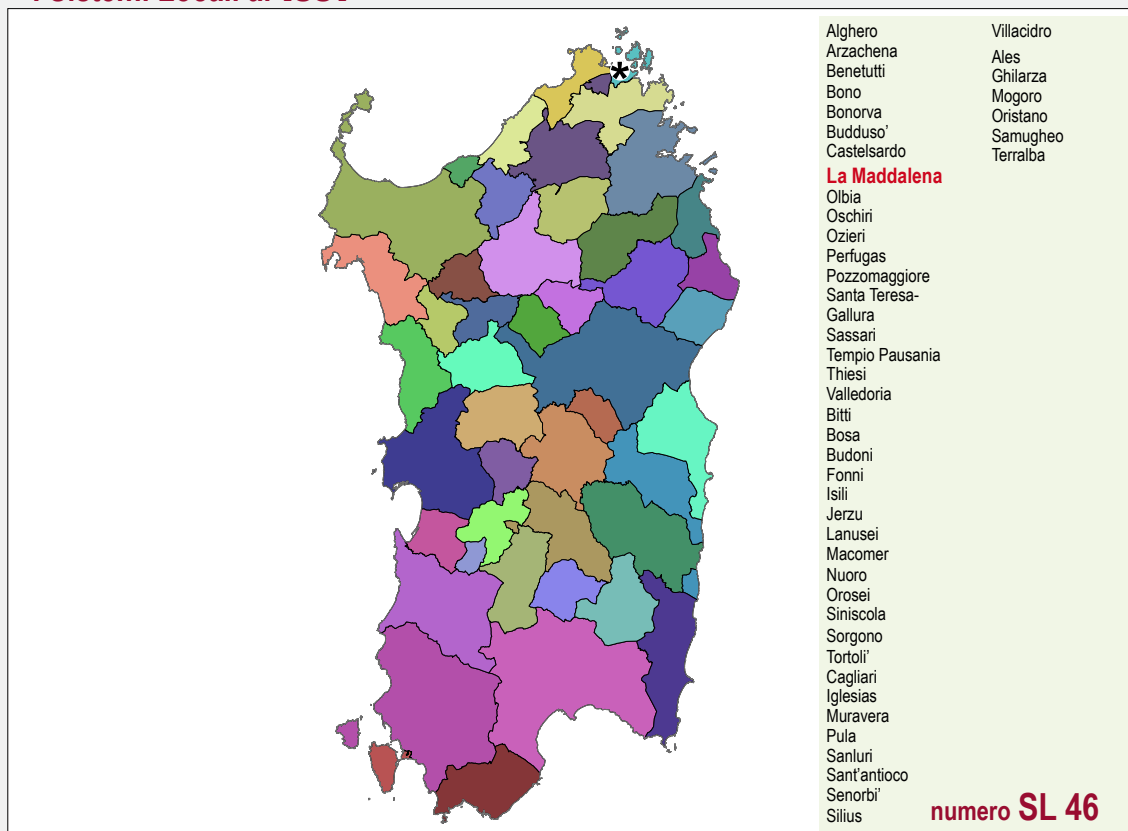 Sistemi Locali
Alghero
Arzachena
Benetutti
Bono
Bonorva
Budduso'
Castelsardo
La Maddalena
Olbia
Oschiri
Ozieri
Perfugas
Pozzomaggiore
Santa Teresa-
Gallura
Sassari
Tempio Pausania
Thiesi
Valledoria
Bitti
Bosa
Budoni
Fonni
Isili
Jerzu
Lanusei
Macomer
Nuoro
Orosei
Siniscola
Sorgono
Tortoli'
Cagliari
Iglesias
Muravera
Pula
Sanluri
Sant'antioco
Senorbi'
Silius
Villacidro
Ales
Ghilarza
Mogoro
Oristano
Samugheo
Terralba
numero SL 46